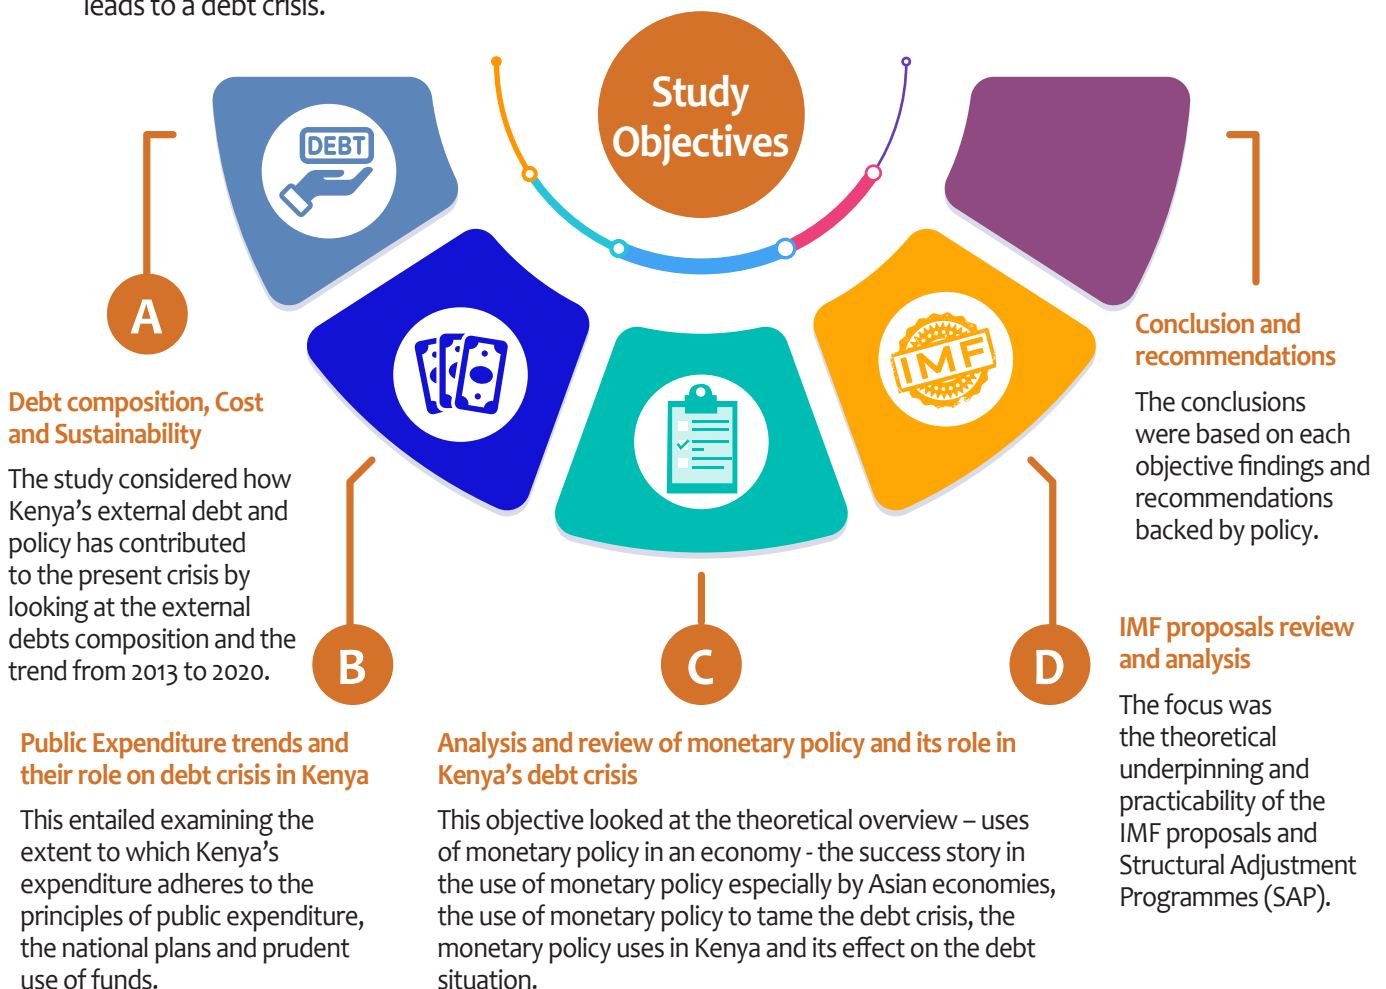 leads to a debt crisis.
Study
Objectives
DEBT
IMF
A
Debt composition, Cost
and Sustainability
The study considered how
Kenya’s external debt and
policy has contributed
to the present crisis by
looking at the external
debts composition and the
trend from 2013 to 2020.
B
Public Expenditure trends and
their role on debt crisis in Kenya
This entailed examining the
extent to which Kenya’s
expenditure adheres to the
principles of public expenditure,
the national plans and prudent
use of funds.
C
Analysis and review of monetary policy and its role in
Kenya’s debt crisis
This objective looked at the theoretical overview – uses
of monetary policy in an economy - the success story in
the use of monetary policy especially by Asian economies,
the use of monetary policy to tame the debt crisis, the
monetary policy uses in Kenya and its effect on the debt
situation.
D
IMF proposals review
and analysis
The focus was
the theoretical
underpinning and
practicability of the
IMF proposals and
Structural Adjustment
Programmes (SAP).
Conclusion and
recommendations
The conclusions
were based on each
objective findings and
recommendations
backed by policy.